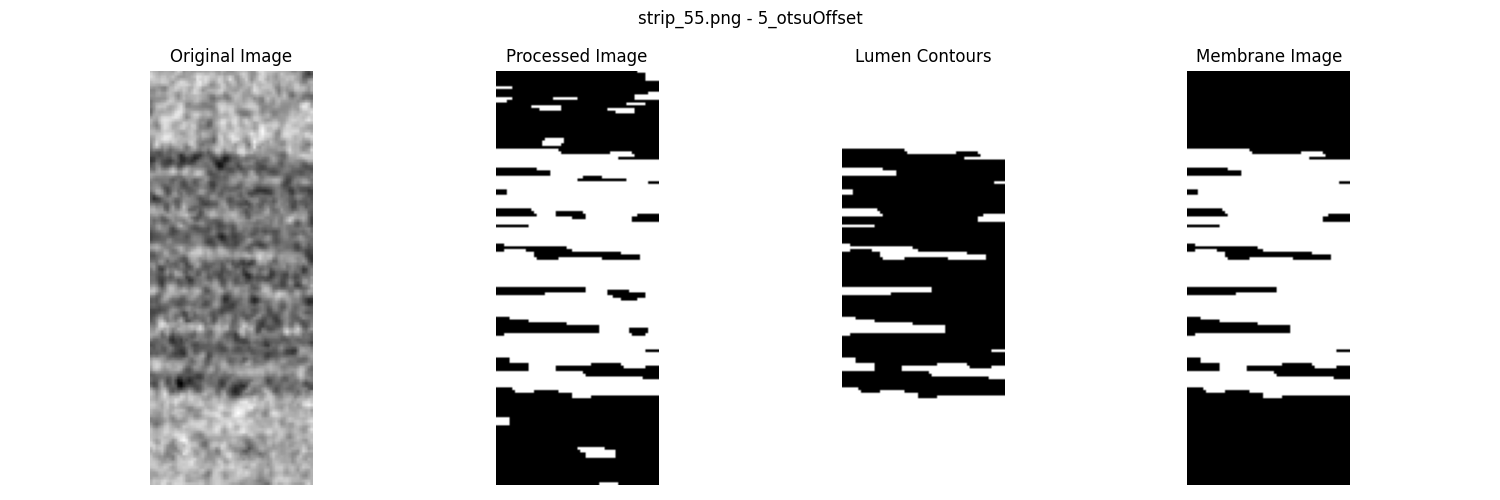 strip_55.png - 5_otsuOffset
Original Image
Processed Image
Lumen Contours
Membrane Image